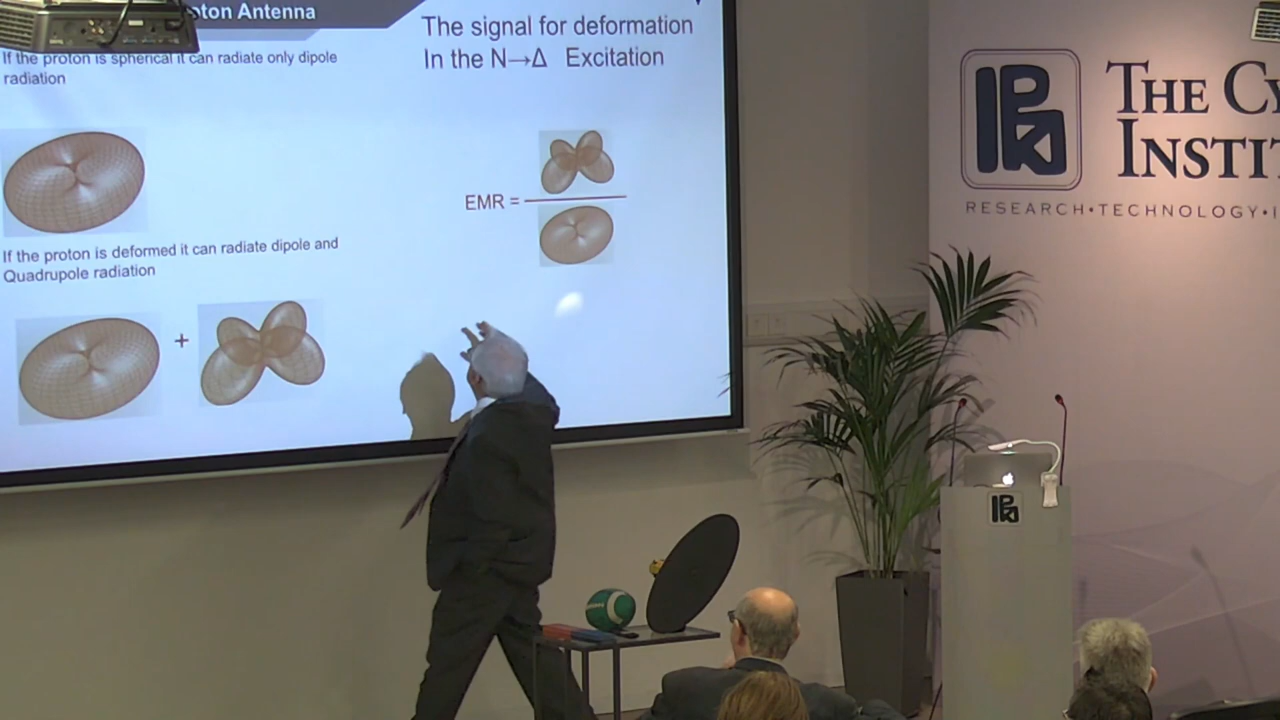 oton Antenna
If the proton is spherical it can radiate only dipole
radiation
If the proton is deformed it can radiate dipole and
Quadrupole radiation
+
The signal for deformation
In the N→Δ Excitation
EMR =
THE CY
INSTIT
RESEARCH•TECHNOLOGY•I